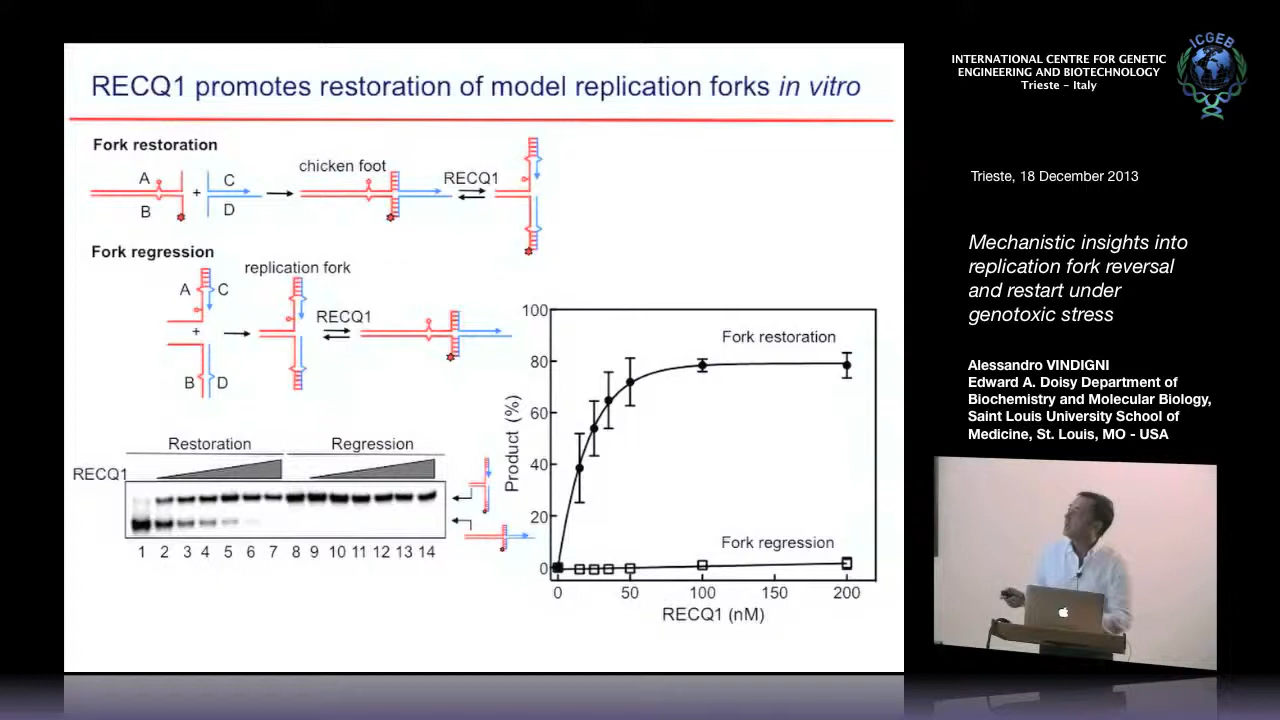 RECQ1 promotes restoration of model replication forks in vitro
Fork restoration
A
B
+
C
D
chicken foot
RECQ1
Fork regression
replication fork
A
C
+
B
D
RECQ1
Restoration
Regression
RECQ1
1 2 3 4 5 6 7 8 9 10 11 12 13 14
100
80
60
40
20
0
Product (%)
Fork restoration
Fork regression
0 50 100 150 200
RECQ1 (nM)
INTERNATIONAL CENTRE FOR GENETIC
ENGINEERING AND BIOTECHNOLOGY
Trieste - Italy
ICGEB
Trieste, 18 December 2013
Mechanistic insights into
replication fork reversal
and restart under
genotoxic stress
Alessandro VINDIGNI
Edward A. Doisy Department of
Biochemistry and Molecular Biology,
Saint Louis University School of
Medicine, St. Louis, MO - USA